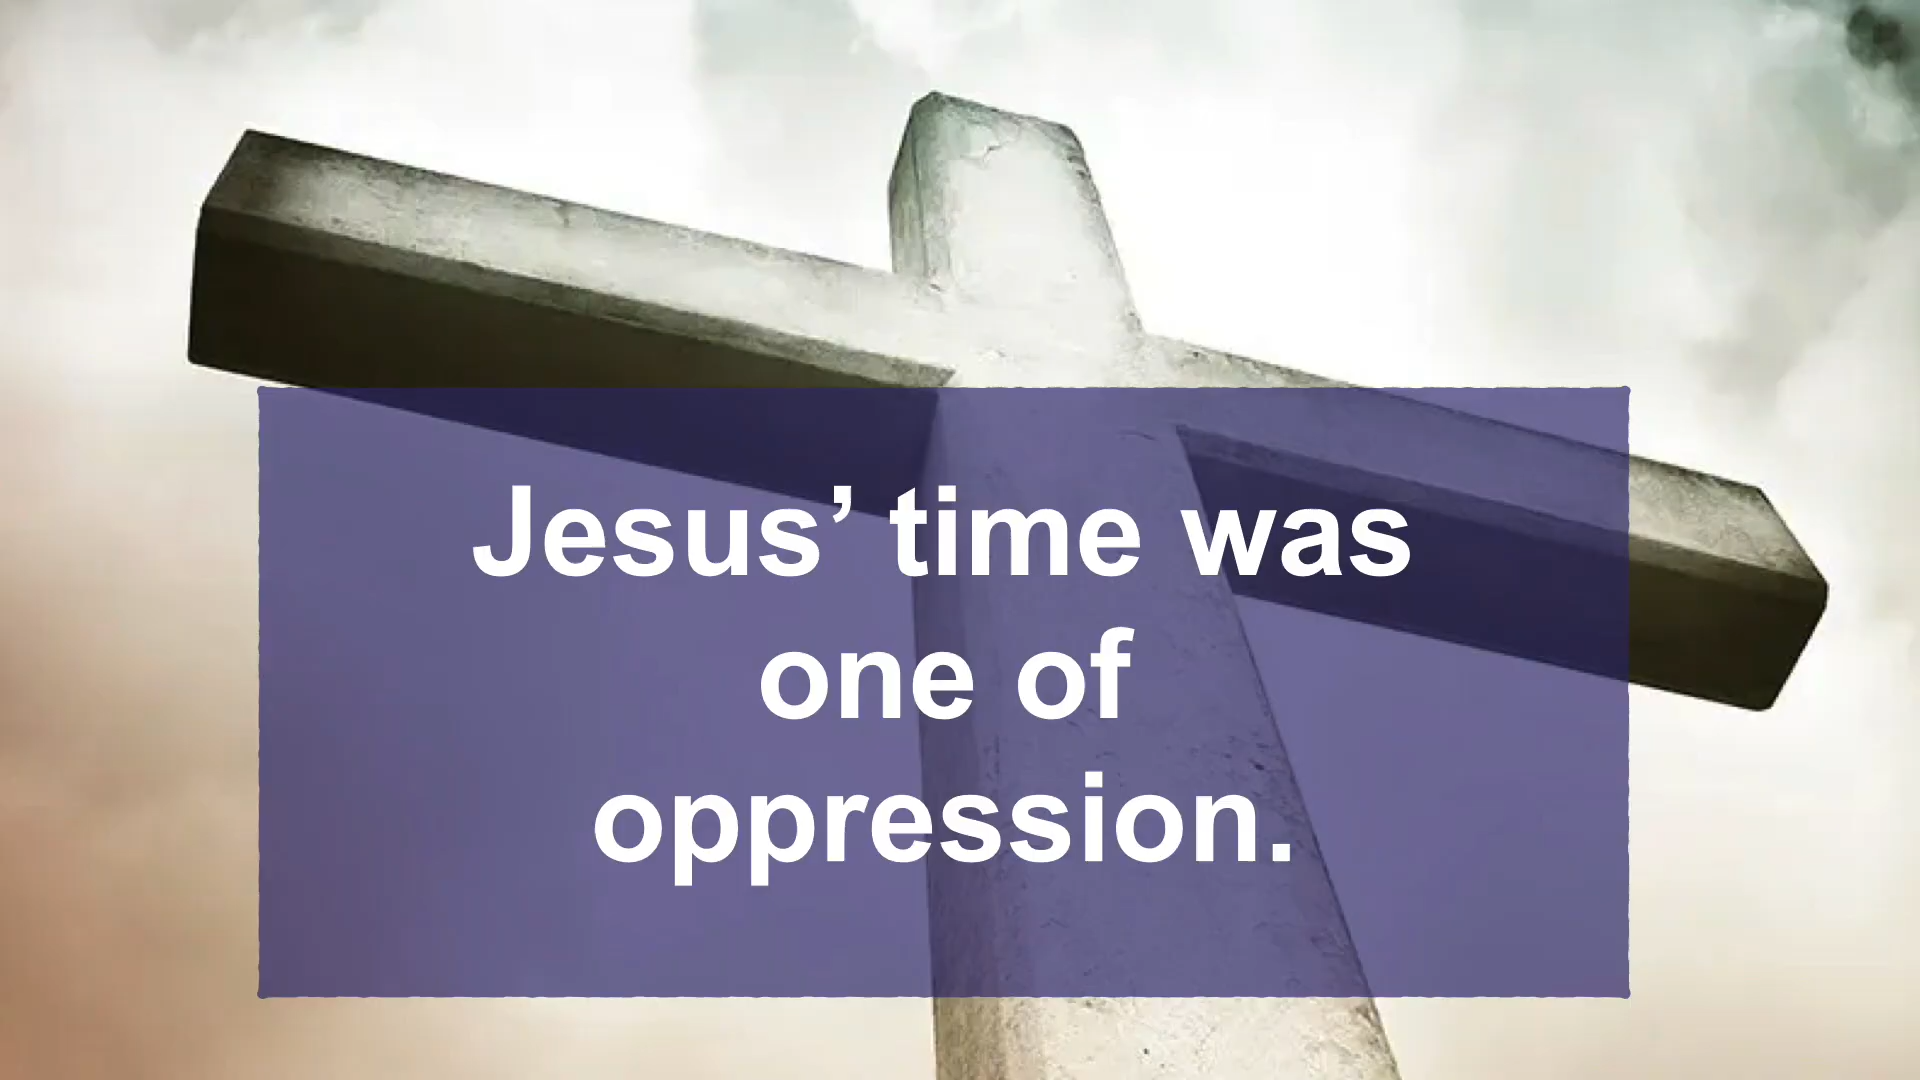 Jesus’ time was
one of
oppression.